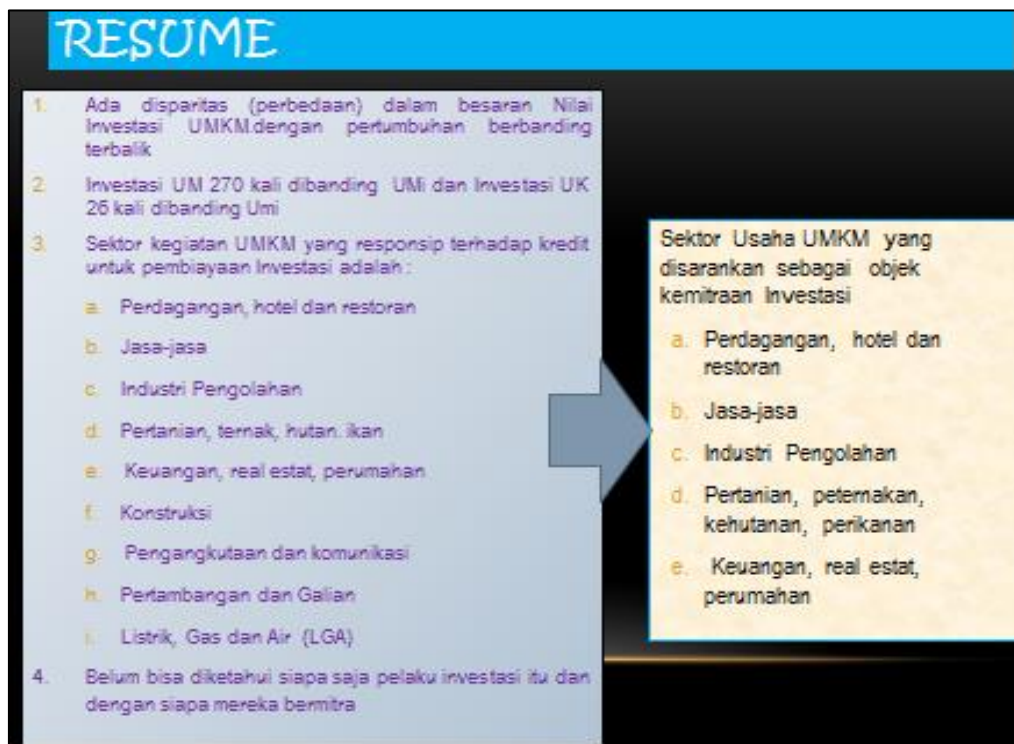 RESUME
1. Ada disparitas (perbedaan) dalam besaran Nilai
Investasi UMKM.dengan pertumbuhan berbanding
terbalik
2. Investasi UM 270 kali dibanding UMi dan Investasi UK
26 kali dibanding Umi
3. Sektor kegiatan UMKM yang responsip terhadap kredit
untuk pembiayaan Investasi adalah :
a. Perdagangan, hotel dan restoran
b. Jasa-jasa
c. Industri Pengolahan
d. Pertanian, ternak, hutan. ikan
e. Keuangan, real estat, perumahan
f. Konstruksi
g. Pengangkutaan dan komunikasi
h. Pertambangan dan Galian
i. Listrik, Gas dan Air (LGA)
4. Belum bisa diketahui siapa saja pelaku investasi itu dan
dengan siapa mereka bermitra
Sektor Usaha UMKM yang
disarankan sebagai objek
kemitraan Investasi
a. Perdagangan, hotel dan
restoran
b. Jasa-jasa
c. Industri Pengolahan
d. Pertanian, peternakan,
kehutanan, perikanan
e. Keuangan, real estat,
perumahan